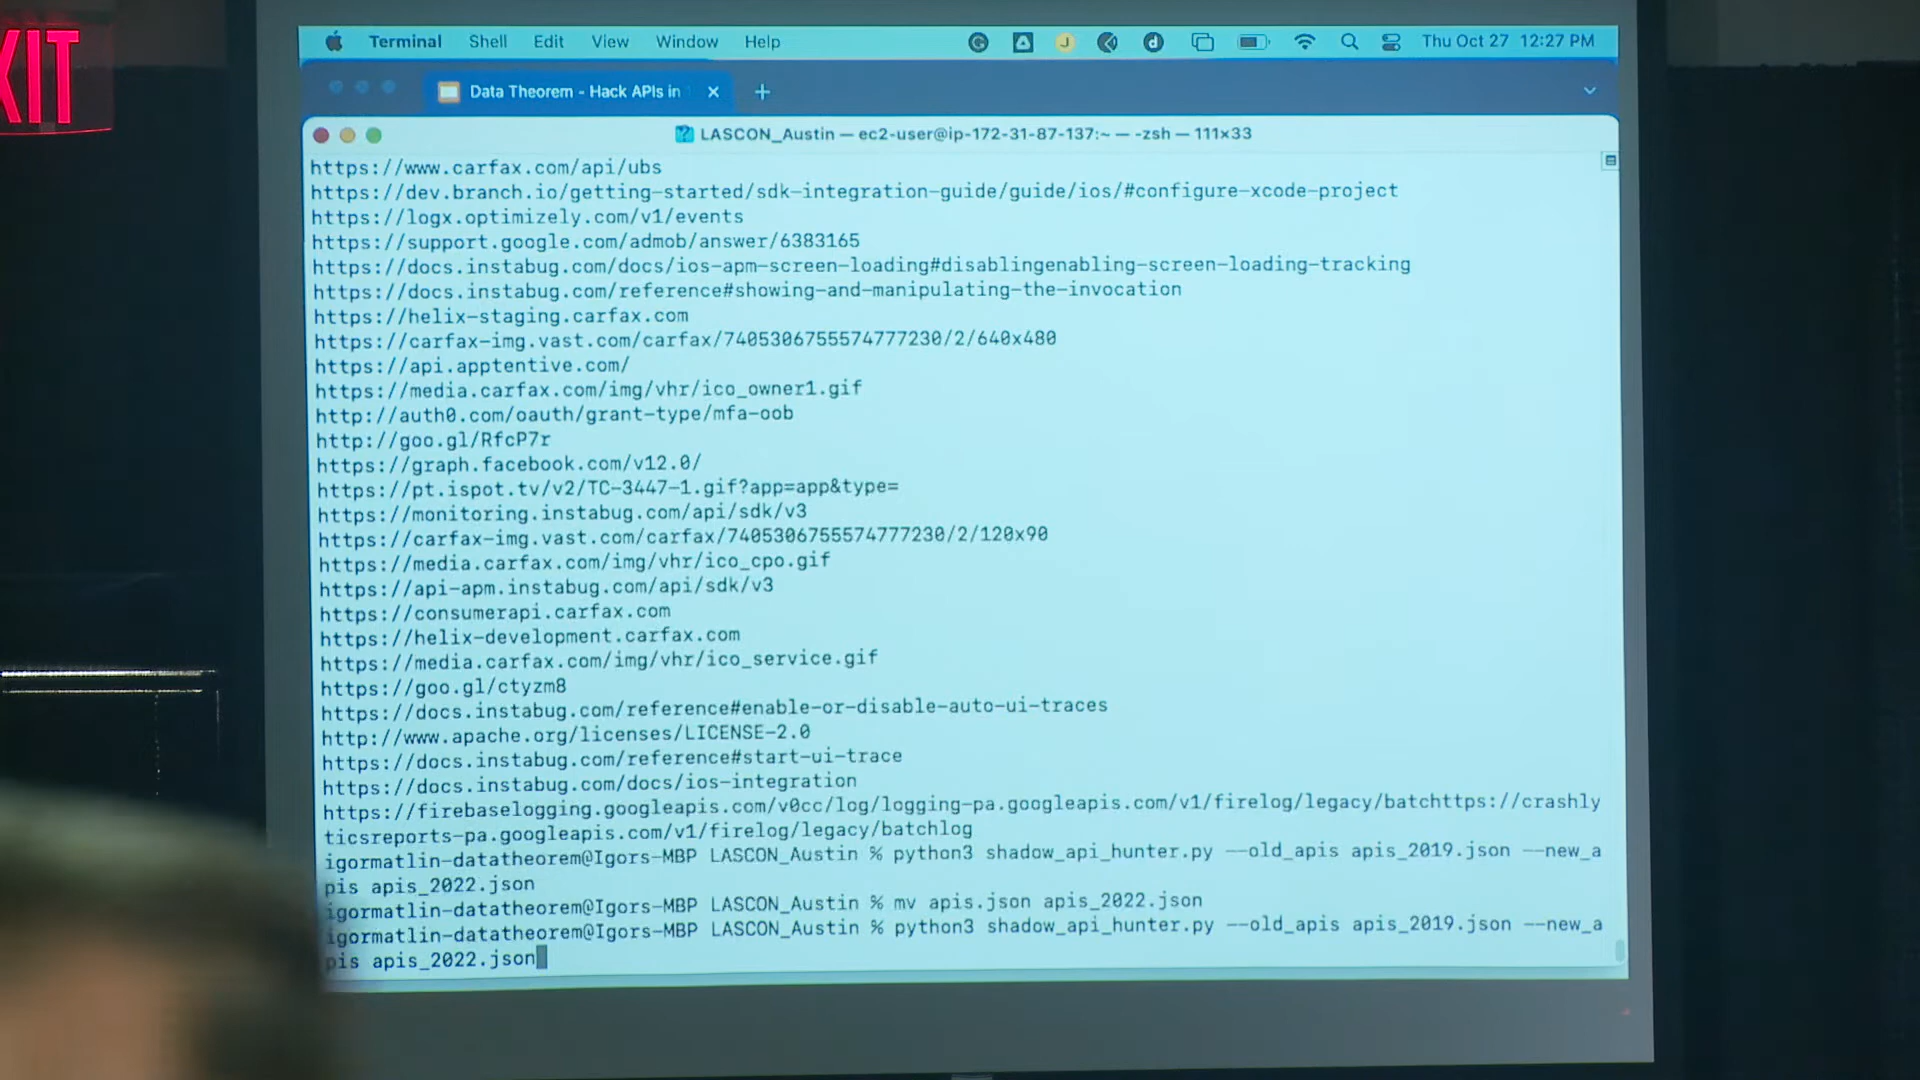 XIT
Terminal Shell Edit View Window Help Thu Oct 27 12:27 PM
Data Theorem - Hack APIs in
LASCON_Austin — ec2-user@ip-172-31-87-137:~ — -zsh — 111×33
https://www.carfax.com/api/ubs
https://dev.branch.io/getting-started/sdk-integration-guide/guide/ios/#configure-xcode-project
https://logx.optimizely.com/v1/events
https://support.google.com/admob/answer/6383165
https://docs.instabug.com/docs/ios-apm-screen-loading#disablingenabling-screen-loading-tracking
https://docs.instabug.com/reference#showing-and-manipulating-the-invocation
https://helix-staging.carfax.com
https://carfax-img.vast.com/carfax/7405306755574777230/2/640x480
https://api.apptentive.com/
https://media.carfax.com/img/vhr/ico_owner1.gif
http://auth0.com/oauth/grant-type/mfa-oob
http://goo.gl/RfcP7r
https://graph.facebook.com/v12.0/
https://pt.ispot.tv/v2/TC-3447-1.gif?app=app&type=
https://monitoring.instabug.com/api/sdk/v3
https://carfax-img.vast.com/carfax/7405306755574777230/2/120x90
https://media.carfax.com/img/vhr/ico_cpo.gif
https://api-apm.instabug.com/api/sdk/v3
https://consumerapi.carfax.com
https://helix-development.carfax.com
https://media.carfax.com/img/vhr/ico_service.gif
https://goo.gl/ctyzm8
https://docs.instabug.com/reference#enable-or-disable-auto-ui-traces
http://www.apache.org/licenses/LICENSE-2.0
https://docs.instabug.com/reference#start-ui-trace
https://docs.instabug.com/docs/ios-integration
https://firebaselogging.googleapis.com/v0cc/log/logging-pa.googleapis.com/v1/firelog/legacy/batchhttps://crashly
ticsreports-pa.googleapis.com/v1/firelog/legacy/batchlog
igormatlin-datatheorem@Igors-MBP LASCON_Austin % python3 shadow_api_hunter.py --old_apis apis_2019.json --new_a
pis apis_2022.json
igormatlin-datatheorem@Igors-MBP LASCON_Austin % mv apis.json apis_2022.json
igormatlin-datatheorem@Igors-MBP LASCON_Austin % python3 shadow_api_hunter.py --old_apis apis_2019.json --new_a
pis apis_2022.json